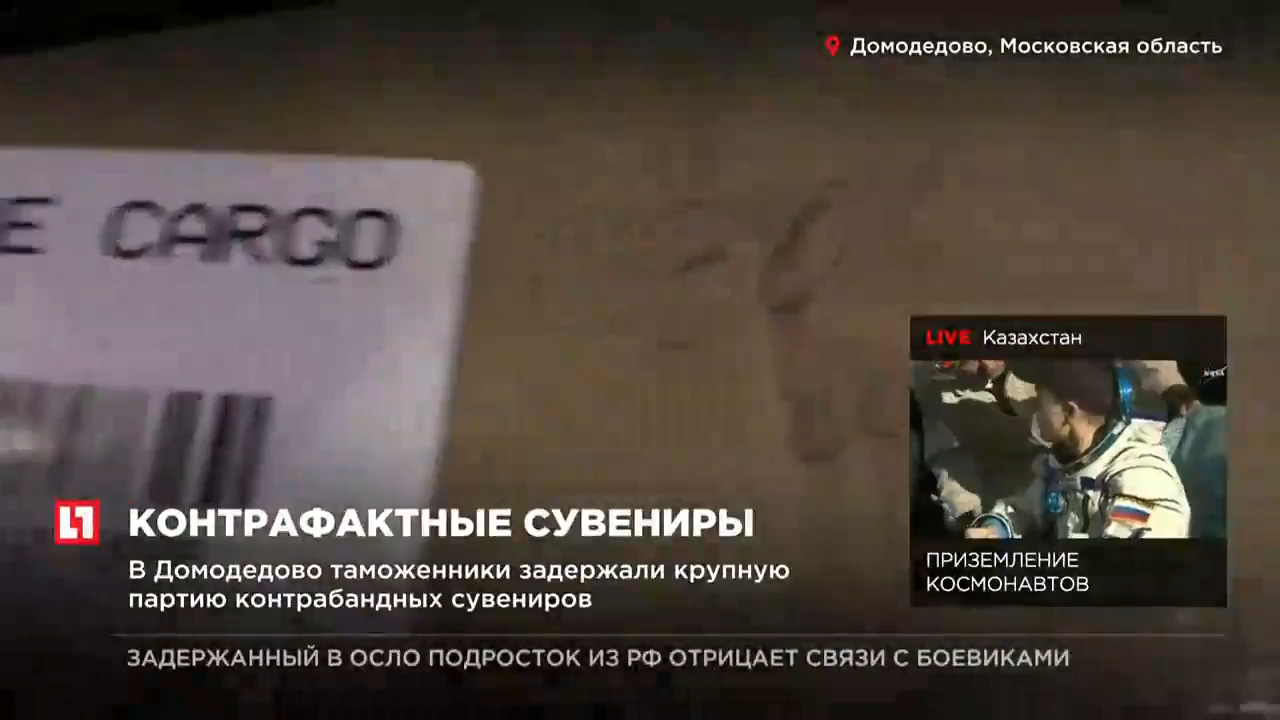 Домодедово, Московская область
E CARGO
LIVE Казахстан
NASA
ПРИЗЕМЛЕНИЕ
КОСМОНАВТОВ
КОНТРАФАКТНЫЕ СУВЕНИРЫ
В Домодедово таможенники задержали крупную
партию контрабандных сувениров
ЗАДЕРЖАННЫЙ В ОСЛО ПОДРОСТОК ИЗ РФ ОТРИЦАЕТ СВЯЗИ С БОЕВИКАМИ